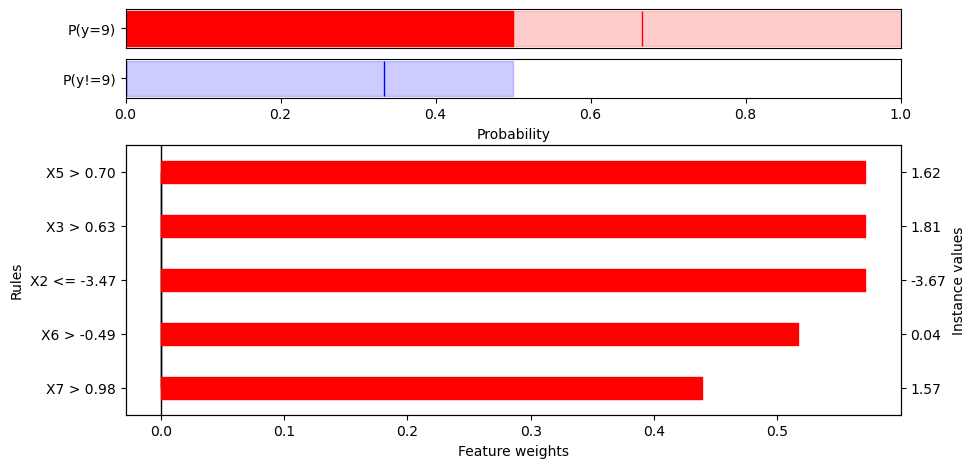 P(y=9)
P(y!=9)
0.0 0.2 0.4 0.6 0.8 1.0
Probability
X5 > 0.70 1.62
X3 > 0.63 1.81
X2 <= -3.47 -3.67
X6 > -0.49 0.04
X7 > 0.98 1.57
Rules
Instance values
0.0 0.1 0.2 0.3 0.4 0.5
Feature weights